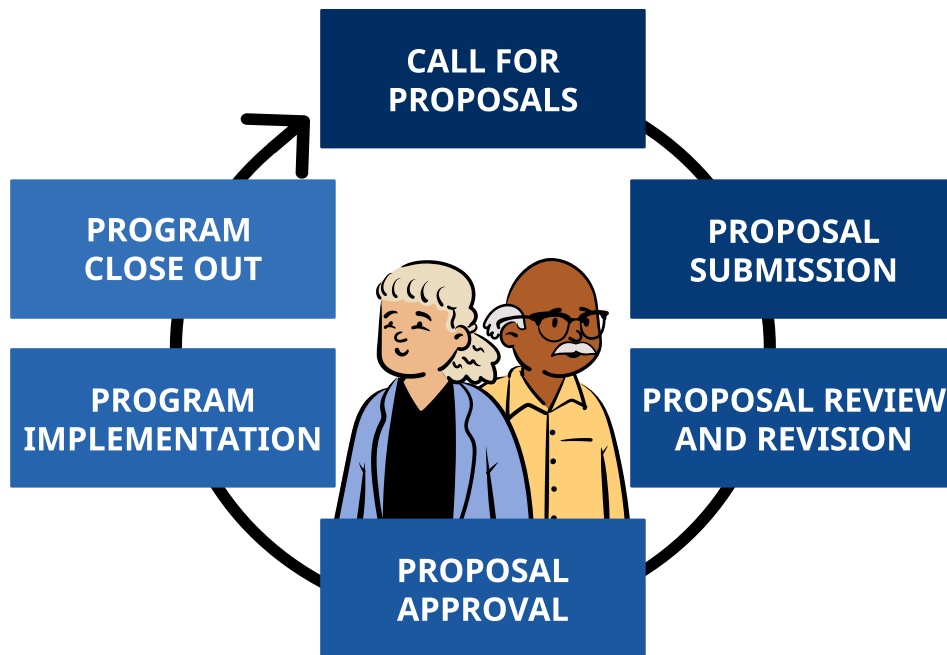 CALL FOR
PROPOSALS
PROPOSAL
SUBMISSION
PROPOSAL REVIEW
AND REVISION
PROPOSAL
APPROVAL
PROGRAM
IMPLEMENTATION
PROGRAM
CLOSE OUT